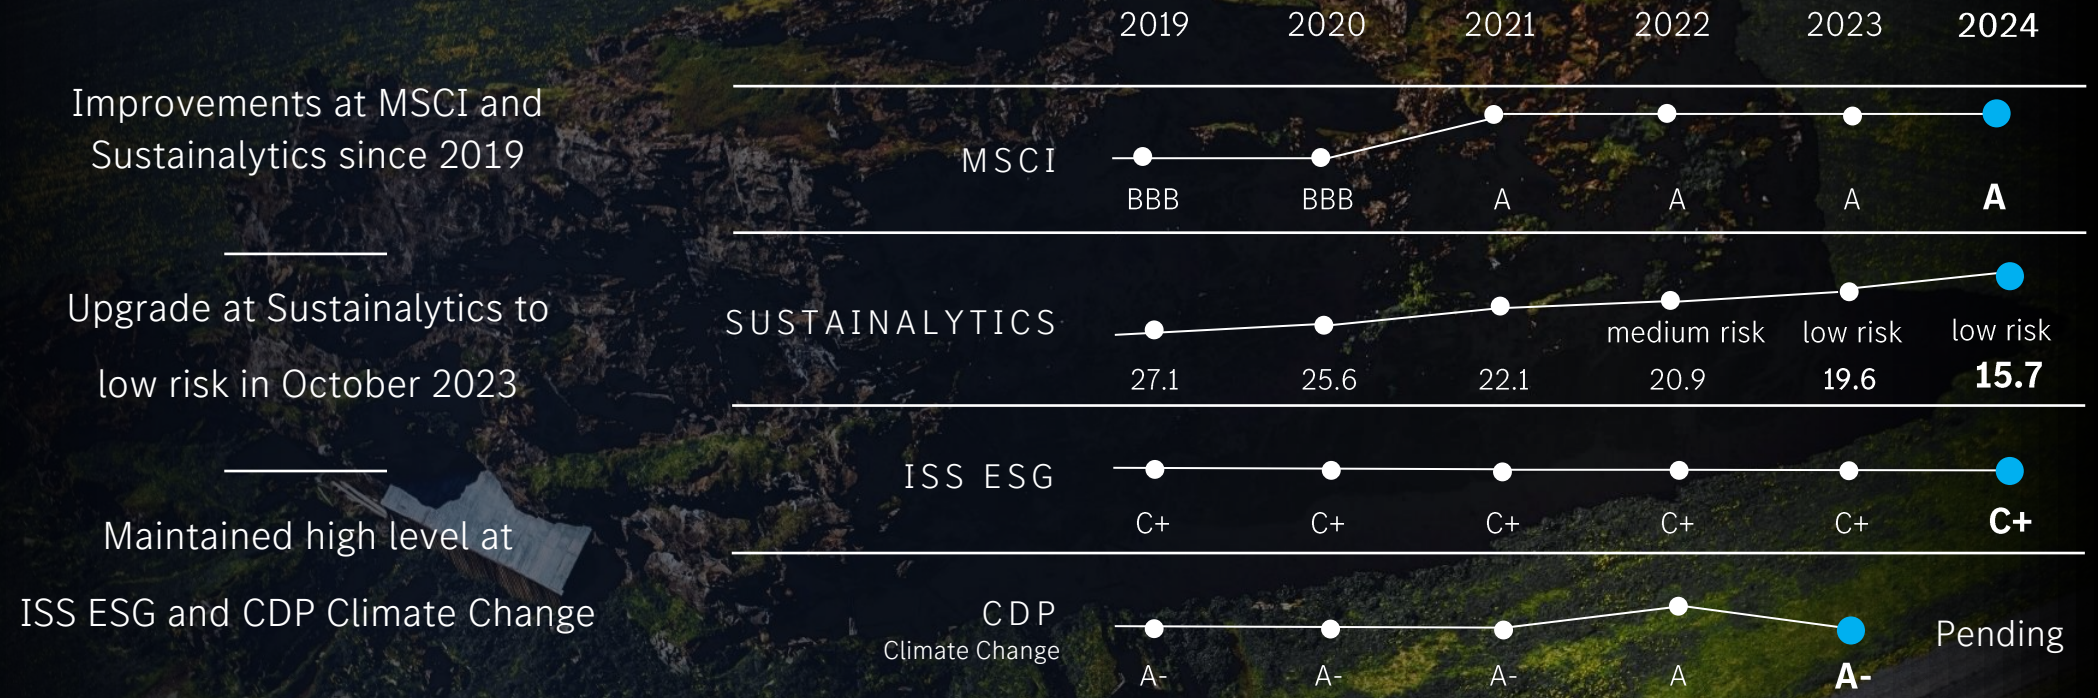 2019 2020 2021 2022 2023 2024
Improvements at MSCI and
Sustainalytics since 2019
MSCI
BBB BBB A A A A
Upgrade at Sustainalytics to
low risk in October 2023
SUSTAINALYTICS
medium risk low risk low risk
27.1 25.6 22.1 20.9 19.6 15.7
Maintained high level at
ISS ESG and CDP Climate Change
ISS ESG
C+ C+ C+ C+ C+ C+
CDP
Climate Change
Pending
A- A- A- A A-